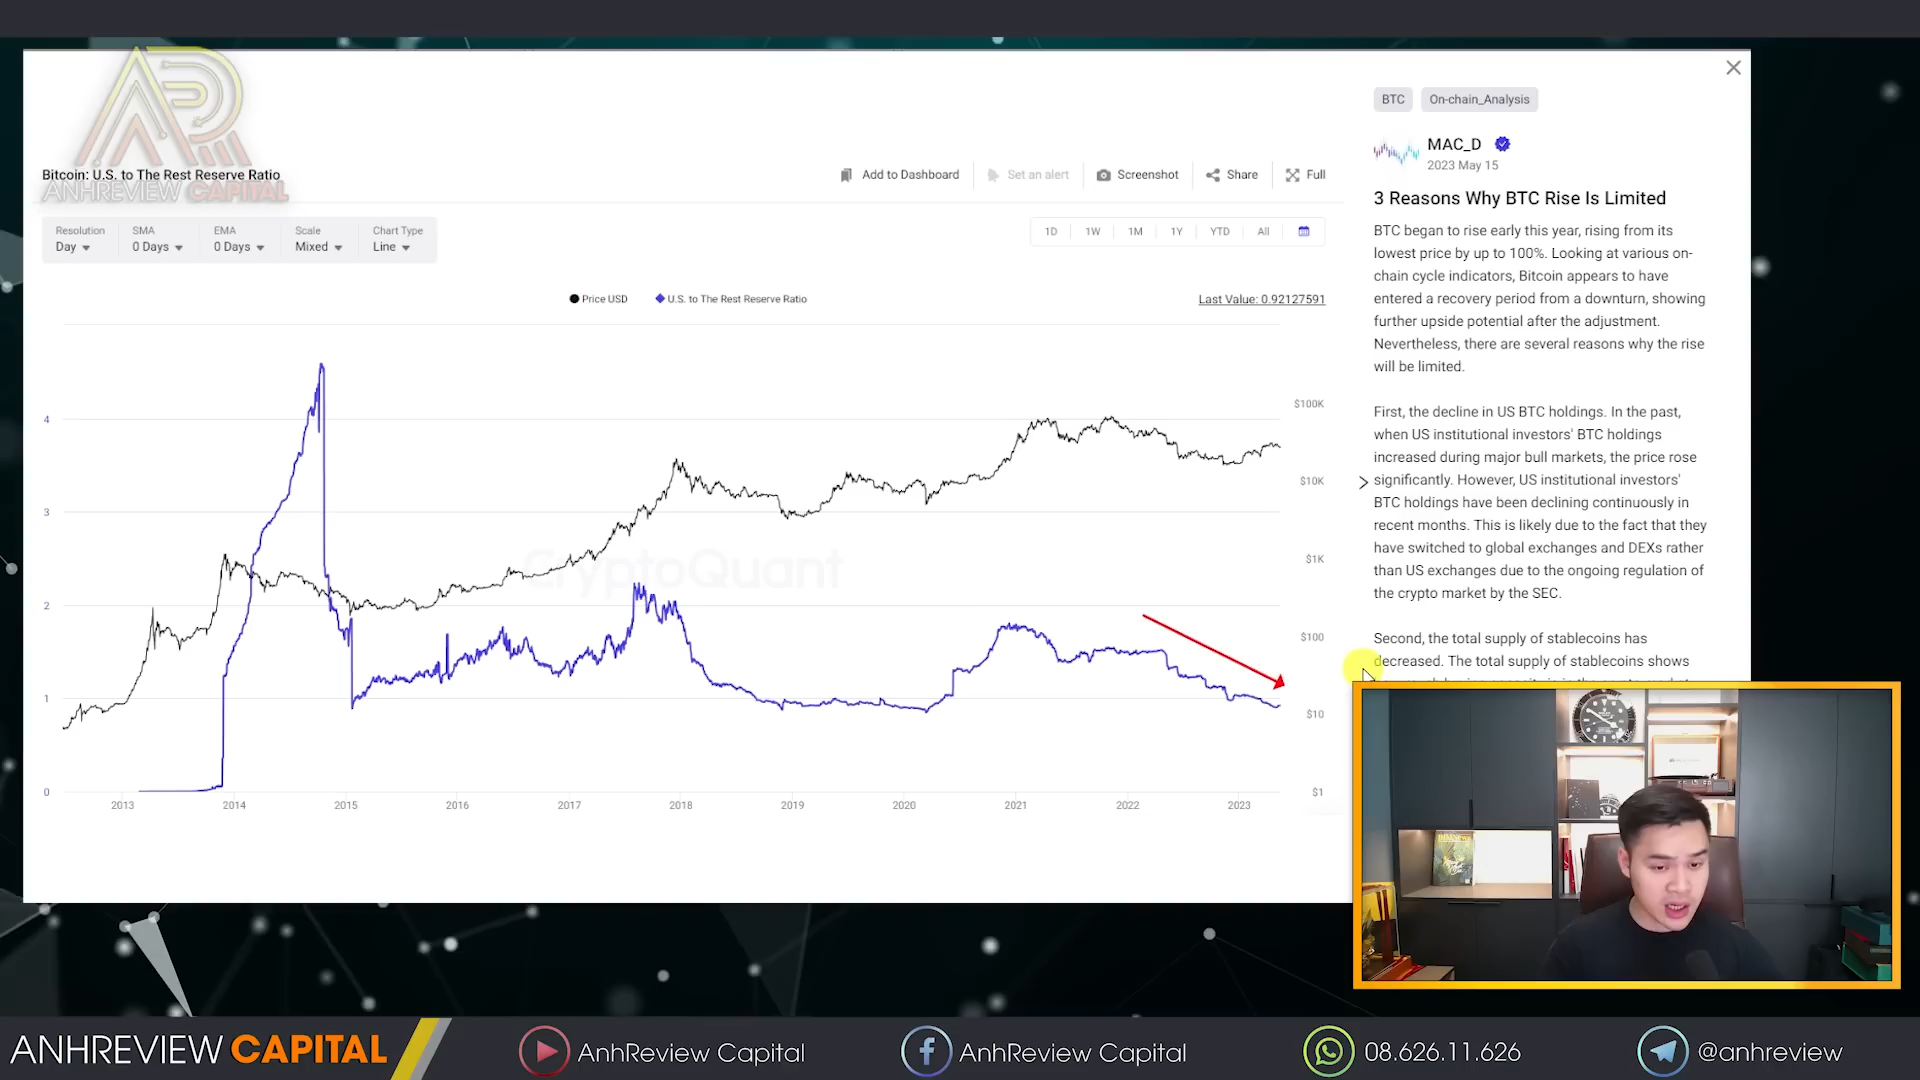 BTC
On-chain_Analysis
MAC_D
2023 May 15
Bitcoin: U.S. to The Rest Reserve Ratio
ANHREVIEW CAPITAL
Add to Dashboard
Set an alert
Screenshot
Share
Full
3 Reasons Why BTC Rise Is Limited
Resolution
Day
SMA
0 Days
EMA
0 Days
Scale
Mixed
Chart Type
Line
1D
1W
1M
1Y
YTD
All
Price USD
U.S. to The Rest Reserve Ratio
Last Value: 0.92127591
BTC began to rise early this year, rising from its
lowest price by up to 100%. Looking at various on-
chain cycle indicators, Bitcoin appears to have
entered a recovery period from a downturn, showing
further upside potential after the adjustment.
Nevertheless, there are several reasons why the rise
will be limited.
First, the decline in US BTC holdings. In the past,
when US institutional investors' BTC holdings
increased during major bull markets, the price rose
significantly. However, US institutional investors'
BTC holdings have been declining continuously in
recent months. This is likely due to the fact that they
have switched to global exchanges and DEXs rather
than US exchanges due to the ongoing regulation of
the crypto market by the SEC.
Second, the total supply of stablecoins has
decreased. The total supply of stablecoins shows
4
3
2
1
0
$100K
$10K
$1K
$100
$10
$1
CryptoQuant
2013
2014
2015
2016
2017
2018
2019
2020
2021
2022
2023
ANHREVIEW CAPITAL
AnhReview Capital
AnhReview Capital
08.626.11.626
@anhreview